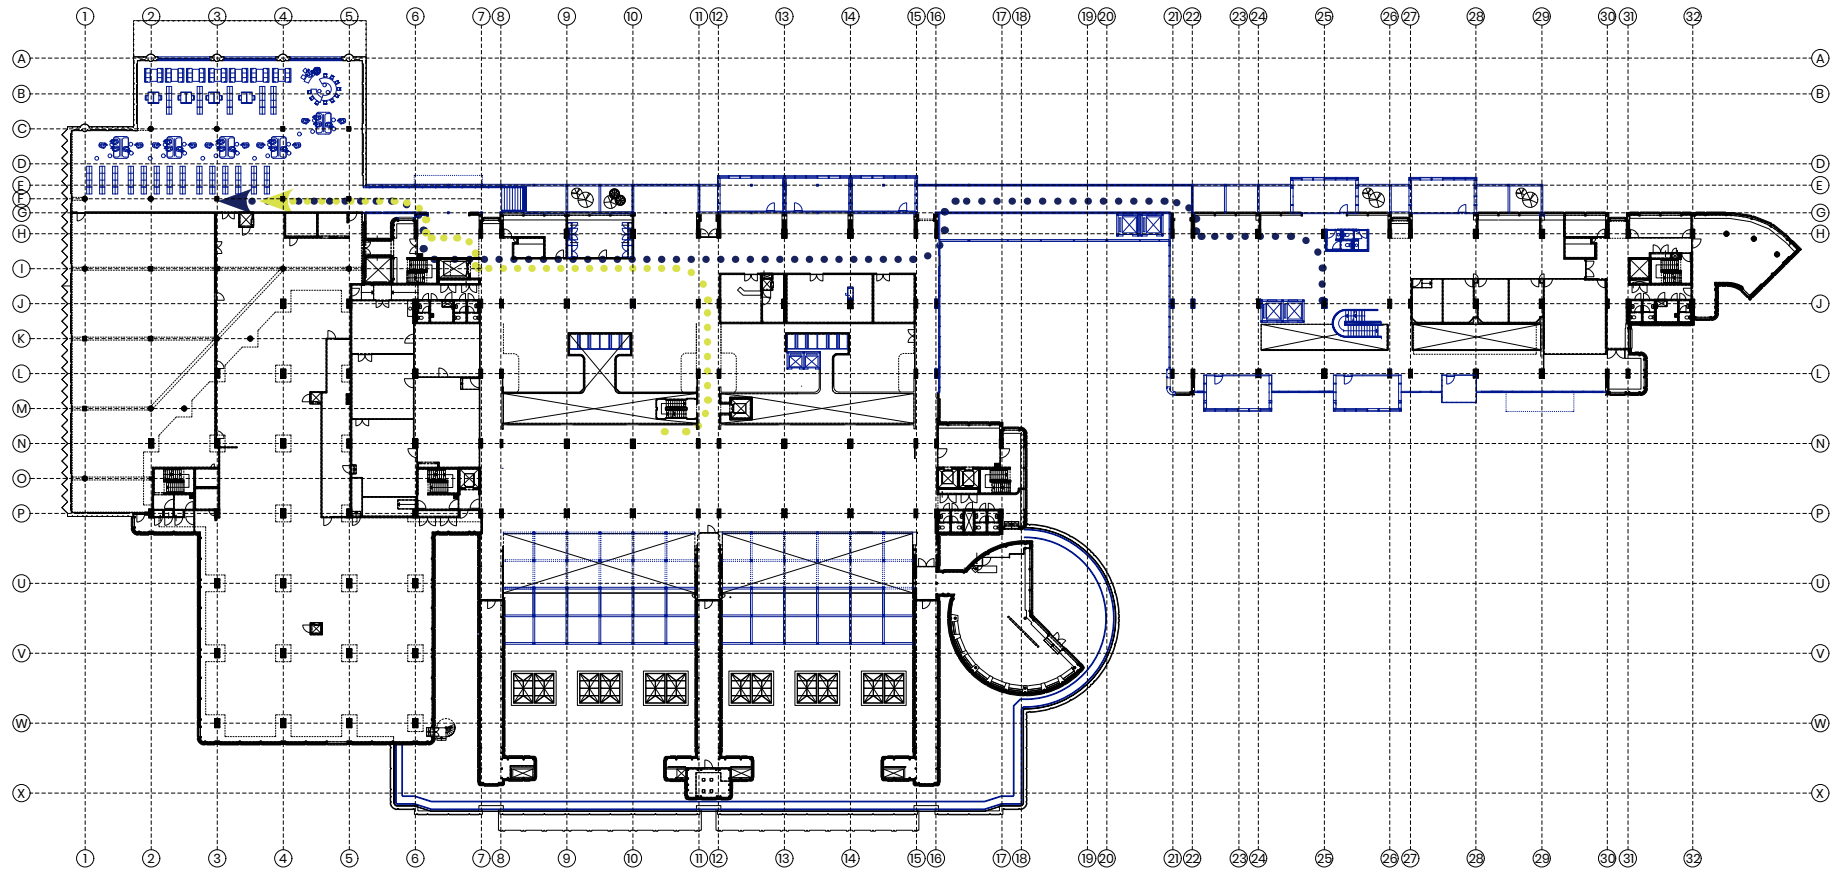 1 2 3 4 5 6 7 8 9 10 11 12 13 14 15 16 17 18 19 20 21 22 23 24 25 26 27 28 29 30 31 32
A A
B B
C
D D
E E
F
G G
H H
I
J J
K
L L
M
N N
O
P P
U U
V V
W W
X X
1 2 3 4 5 6 7 8 9 10 11 12 13 14 15 16 17 18 19 20 21 22 23 24 25 26 27 28 29 30 31 32